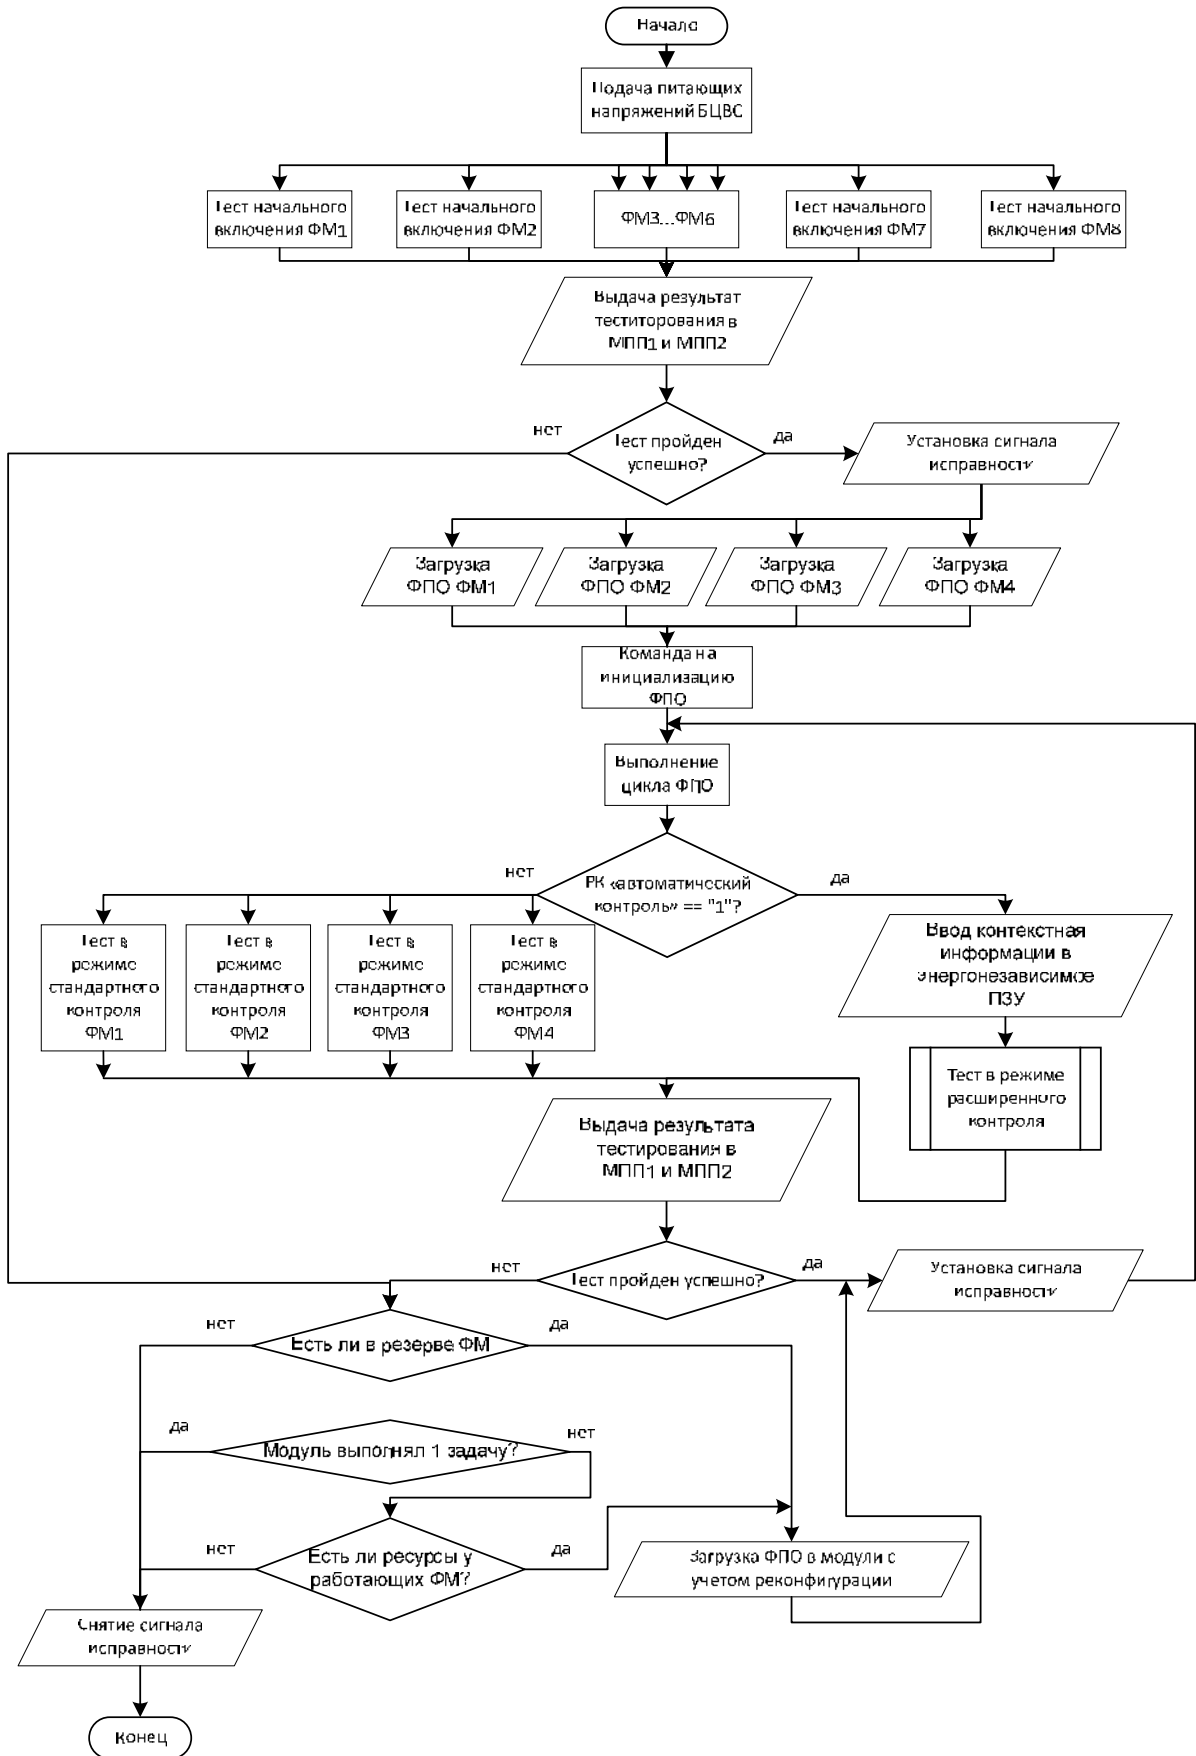 Начало
Подача питающих
напряжений БЦВС
Тест начального
включения ФМ1
Тест начального
включения ФМ2
ФМ3...ФМ6
Тест начального
включения ФМ7
Тест начального
включения ФМ8
Выдача результат
теститорования в
МПП1 и МПП2
нет
Тест пройден
успешно?
да
Установка сигнала
исправности
Загрузка
ФПО ФМ1
Загрузка
ФПО ФМ2
Загрузка
ФПО ФМ3
Загрузка
ФПО ФМ4
Команда на
инициализацию
ФПО
Выполнение
цикла ФПО
нет
РК «автоматический
контроль» == "1"?
да
Тест в
режиме
стандартного
контроля
ФМ1
Тест в
режиме
стандартного
контроля
ФМ2
Тест в
режиме
стандартного
контроля
ФМ3
Тест в
режиме
стандартного
контроля
ФМ4
Ввод контекстная
информации в
энергонезависимое
ПЗУ
Тест в режиме
расширенного
контроля
Выдача результата
тестирования в
МПП1 и МПП2
нет
Тест пройден успешно?
да
Установка сигнала
исправности
нет
Есть ли в резерве ФМ
да
да
Модуль выполнял 1 задачу?
нет
нет
Есть ли ресурсы у
работающих ФМ?
да
Загрузка ФПО в модули с
учетом реконфигурации
Снятие сигнала
исправности
Конец